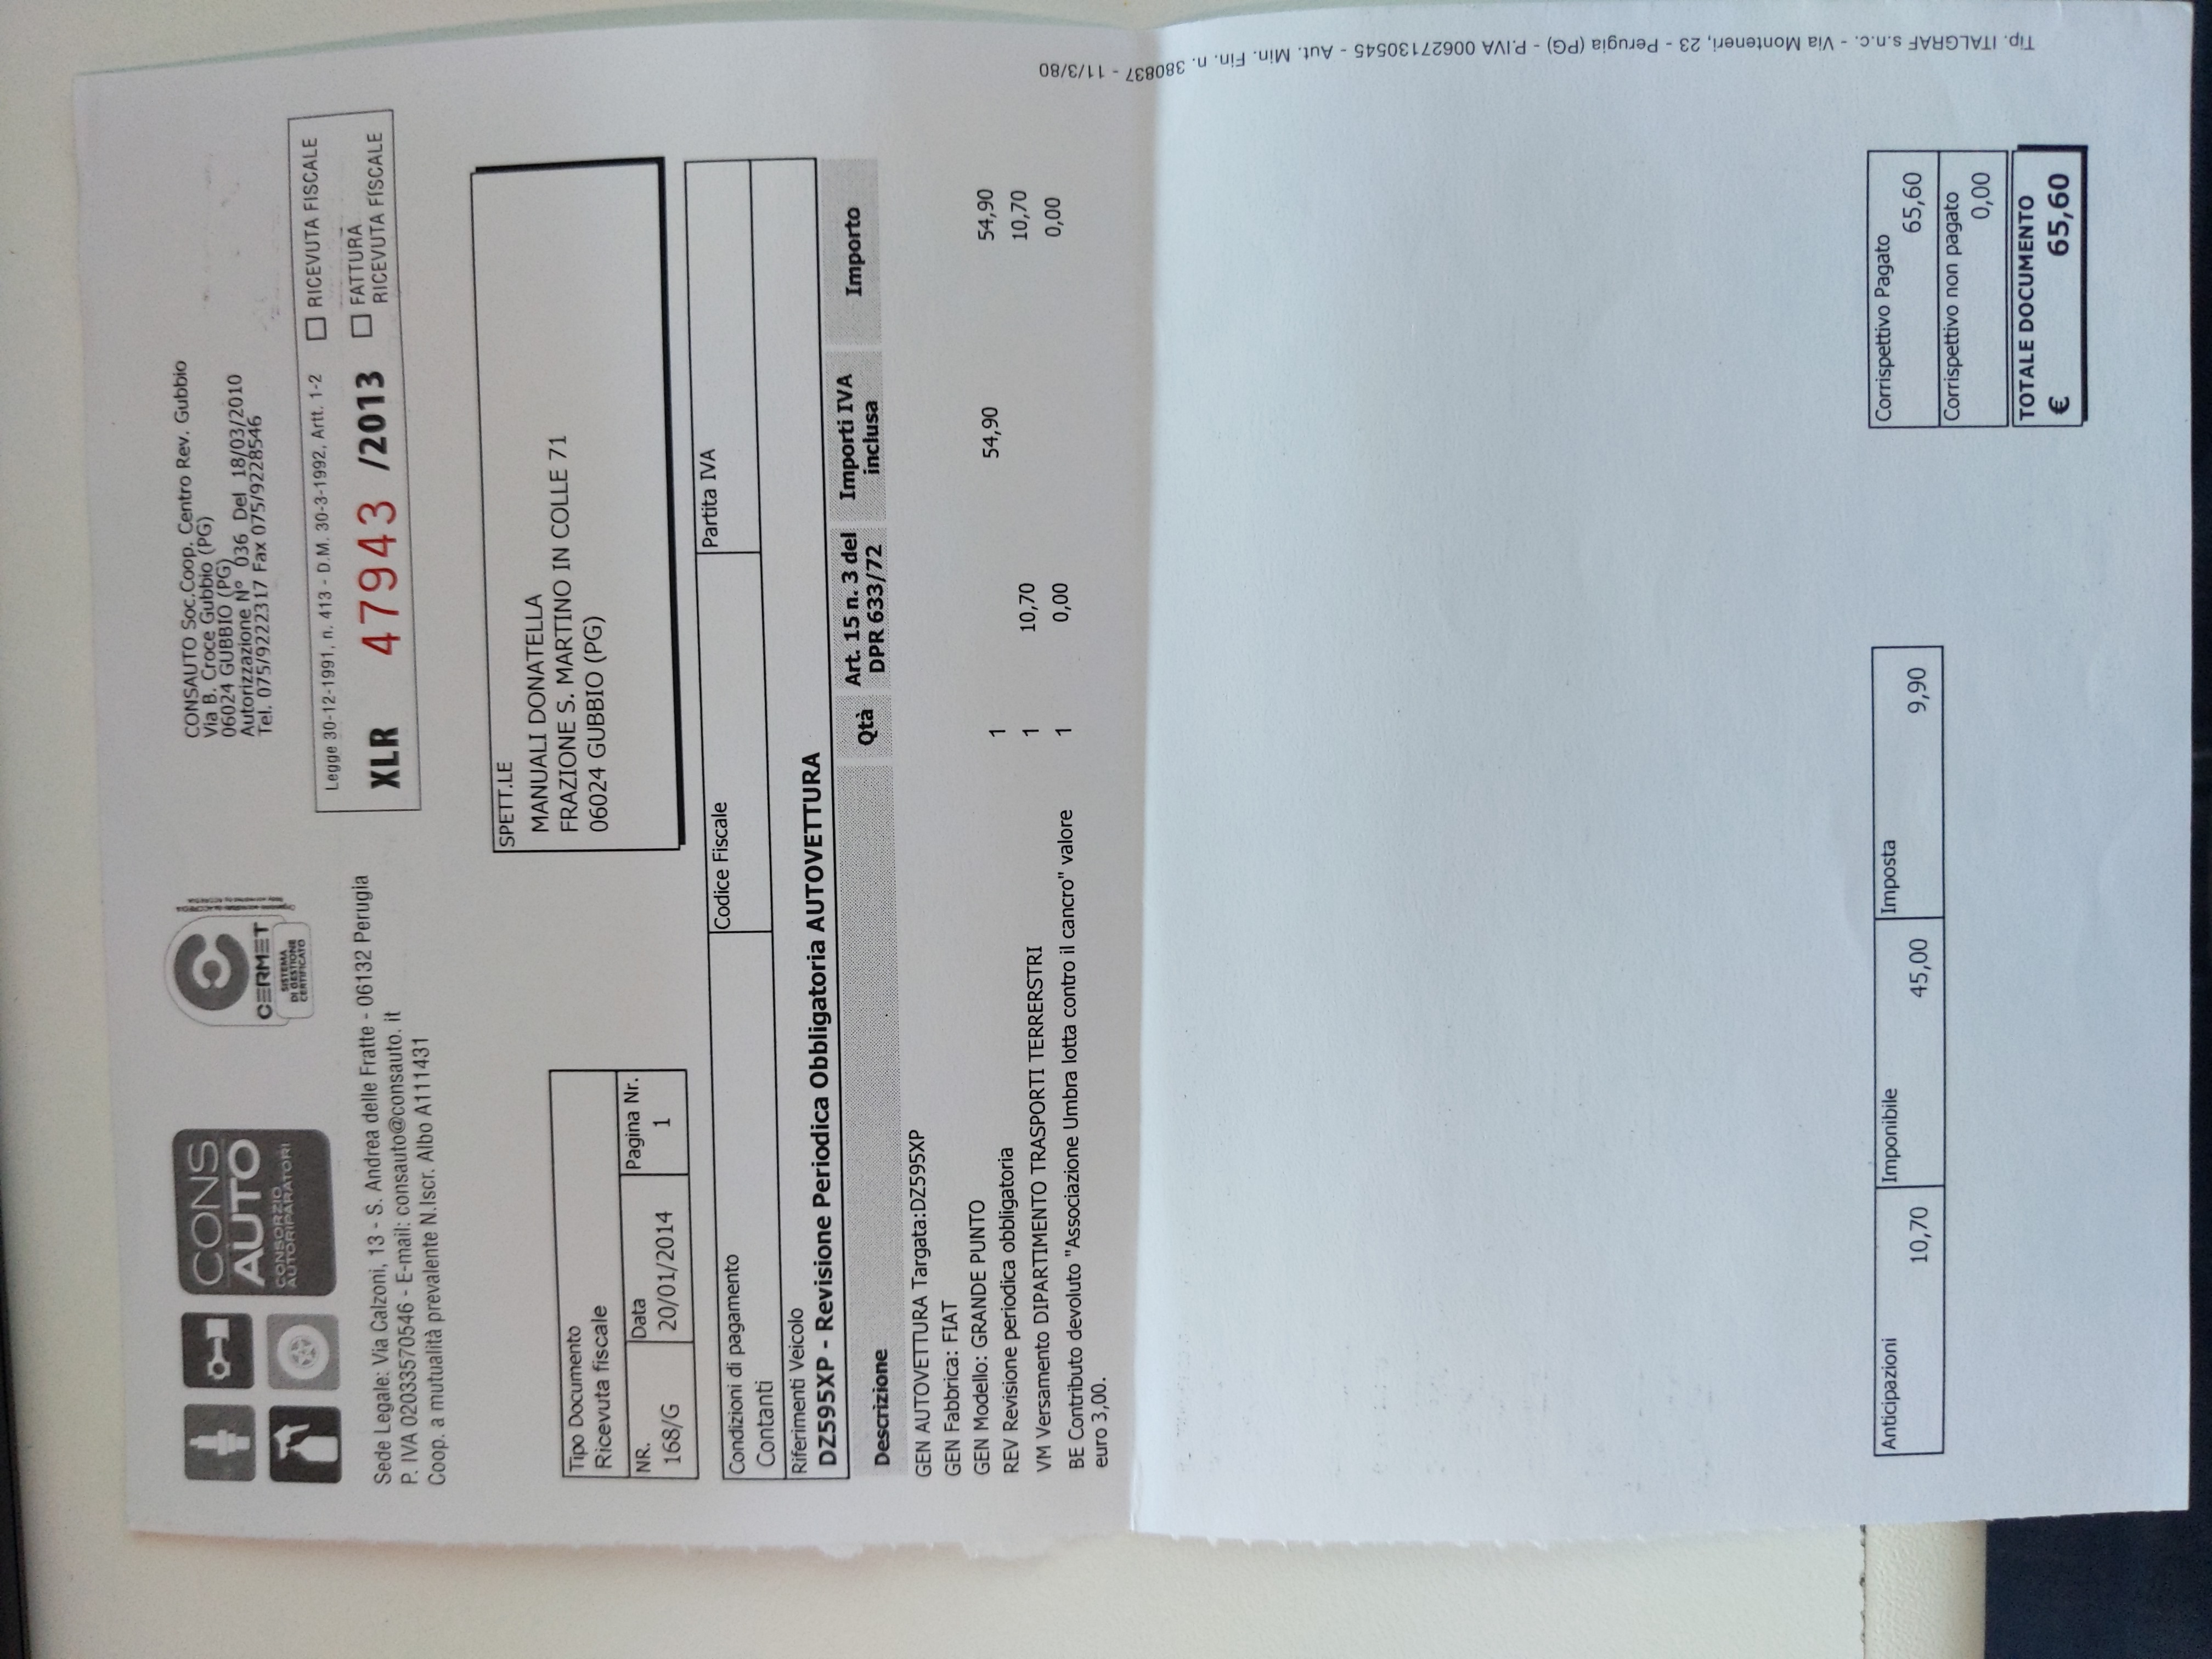 CONS
AUTO
CONSORZIO
AUTORIPARATORI
CERMET
SISTEMA
DI GESTIONE
CERTIFICATO
CONSAUTO Soc.Coop. Centro Rev. Gubbio
Via B. Croce Gubbio (PG)
06024 GUBBIO (PG)
Autorizzazione N° 036 Del 18/03/2010
Tel. 075/9222317 Fax 075/9228546
Sede Legale: Via Calzoni, 13 - S. Andrea delle Fratte - 06132 Perugia
P. IVA 02033570546 - E-mail: consauto@consauto. it
Coop. a mutualità prevalente N.Iscr. Albo A111431
Legge 30-12-1991, n. 413 - D.M. 30-3-1992, Artt. 1-2
RICEVUTA FISCALE
XLR 47943 /2013
FATTURA
RICEVUTA FISCALE
SPETT.LE
MANUALI DONATELLA
FRAZIONE S. MARTINO IN COLLE 71
06024 GUBBIO (PG)
Tipo Documento
Ricevuta fiscale
NR. Data Pagina Nr.
168/G 20/01/2014 1
Condizioni di pagamento Codice Fiscale Partita IVA
Contanti
Riferimenti Veicolo
DZ595XP - Revisione Periodica Obbligatoria AUTOVETTURA
Descrizione Qtà Art. 15 n. 3 del DPR 633/72 Importi IVA inclusa Importo
GEN AUTOVETTURA Targata:DZ595XP
GEN Fabbrica: FIAT
GEN Modello: GRANDE PUNTO
REV Revisione periodica obbligatoria 1 54,90 54,90
VM Versamento DIPARTIMENTO TRASPORTI TERRERSTRI 1 10,70 10,70
BE Contributo devoluto "Associazione Umbra lotta contro il cancro" valore 1 0,00 0,00
euro 3,00.
Anticipazioni Imponibile Imposta
10,70 45,00 9,90
Corrispettivo Pagato
65,60
Corrispettivo non pagato
0,00
TOTALE DOCUMENTO
€ 65,60
Tip. ITALGRAF s.n.c. - Via Monteneri, 23 - Perugia (PG) - P.IVA 00627130545 - Aut. Min. Fin. n. 380837 - 11/3/80